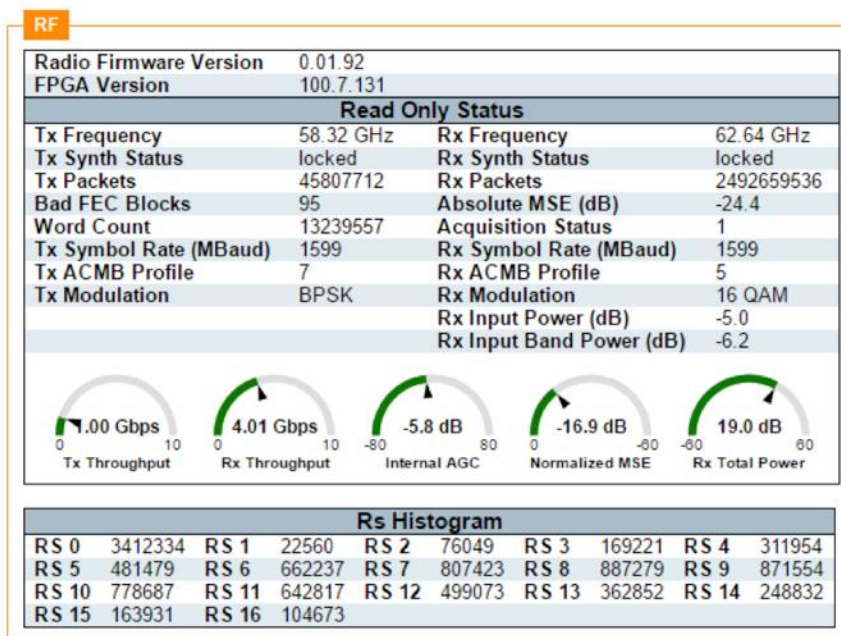 RF
Radio Firmware Version 0.01.92
FPGA Version 100.7.131
Read Only Status
Tx Frequency 58.32 GHz Rx Frequency 62.64 GHz
Tx Synth Status locked Rx Synth Status locked
Tx Packets 45807712 Rx Packets 2492659536
Bad FEC Blocks 95 Absolute MSE (dB) -24.4
Word Count 13239557 Acquisition Status 1
Tx Symbol Rate (MBaud) 1599 Rx Symbol Rate (MBaud) 1599
Tx ACMB Profile 7 Rx ACMB Profile 5
Tx Modulation BPSK Rx Modulation 16 QAM
Rx Input Power (dB) -5.0
Rx Input Band Power (dB) -6.2
1.00 Gbps 4.01 Gbps -5.8 dB -16.9 dB 19.0 dB
0 10 0 10 -80 80 0 -60 -60 60
Tx Throughput Rx Throughput Internal AGC Normalized MSE Rx Total Power
Rs Histogram
RS 0 3412334 RS 1 22560 RS 2 76049 RS 3 169221 RS 4 311954
RS 5 481479 RS 6 662237 RS 7 807423 RS 8 887279 RS 9 871554
RS 10 778687 RS 11 642817 RS 12 499073 RS 13 362852 RS 14 248832
RS 15 163931 RS 16 104673